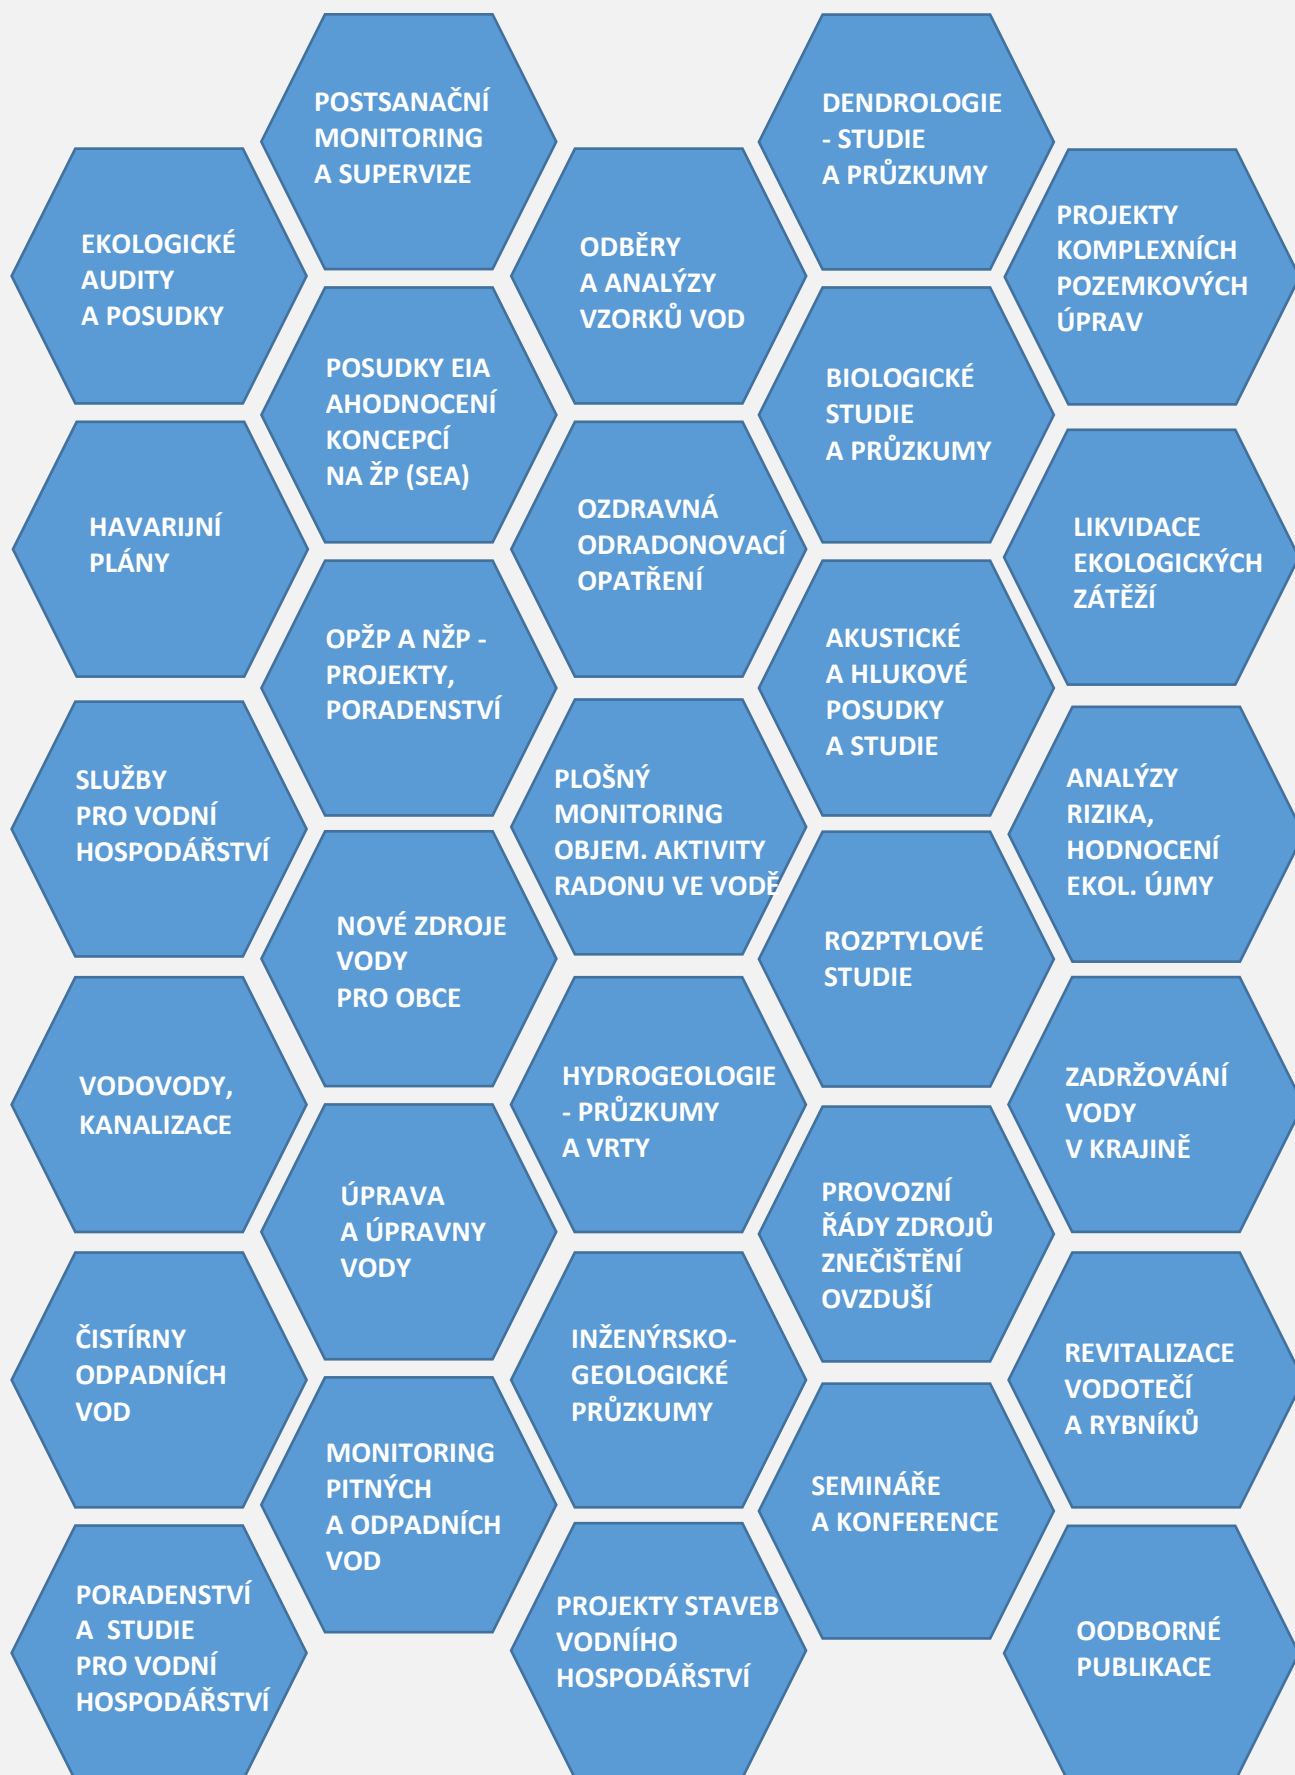 POSTSANAČNÍ
MONITORING
A SUPERVIZE
DENDROLOGIE
- STUDIE
A PRŮZKUMY
EKOLOGICKÉ
AUDITY
A POSUDKY
ODBĚRY
A ANALÝZY
VZORKŮ VOD
PROJEKTY
KOMPLEXNÍCH
POZEMKOVÝCH
ÚPRAV
POSUDKY EIA
AHODNOCENÍ
KONCEPCÍ
NA ŽP (SEA)
BIOLOGICKÉ
STUDIE
A PRŮZKUMY
HAVARIJNÍ
PLÁNY
OZDRAVNÁ
ODRADONOVACÍ
OPATŘENÍ
LIKVIDACE
EKOLOGICKÝCH
ZÁTĚŽÍ
OPŽP A NŽP -
PROJEKTY,
PORADENSTVÍ
AKUSTICKÉ
A HLUKOVÉ
POSUDKY
A STUDIE
SLUŽBY
PRO VODNÍ
HOSPODÁŘSTVÍ
PLOŠNÝ
MONITORING
OBJEM. AKTIVITY
RADONU VE VODĚ
ANALÝZY
RIZIKA,
HODNOCENÍ
EKOL. ÚJMY
NOVÉ ZDROJE
VODY
PRO OBCE
ROZPTYLOVÉ
STUDIE
VODOVODY,
KANALIZACE
HYDROGEOLOGIE
- PRŮZKUMY
A VRTY
ZADRŽOVÁNÍ
VODY
V KRAJINĚ
ÚPRAVA
A ÚPRAVNY
VODY
PROVOZNÍ
ŘÁDY ZDROJŮ
ZNEČIŠTĚNÍ
OVZDUŠÍ
ČISTÍRNY
ODPADNÍCH
VOD
INŽENÝRSKO-
GEOLOGICKÉ
PRŮZKUMY
REVITALIZACE
VODOTEČÍ
A RYBNÍKŮ
MONITORING
PITNÝCH
A ODPADNÍCH
VOD
SEMINÁŘE
A KONFERENCE
PORADENSTVÍ
A STUDIE
PRO VODNÍ
HOSPODÁŘSTVÍ
PROJEKTY STAVEB
VODNÍHO
HOSPODÁŘSTVÍ
OODBORNÉ
PUBLIKACE